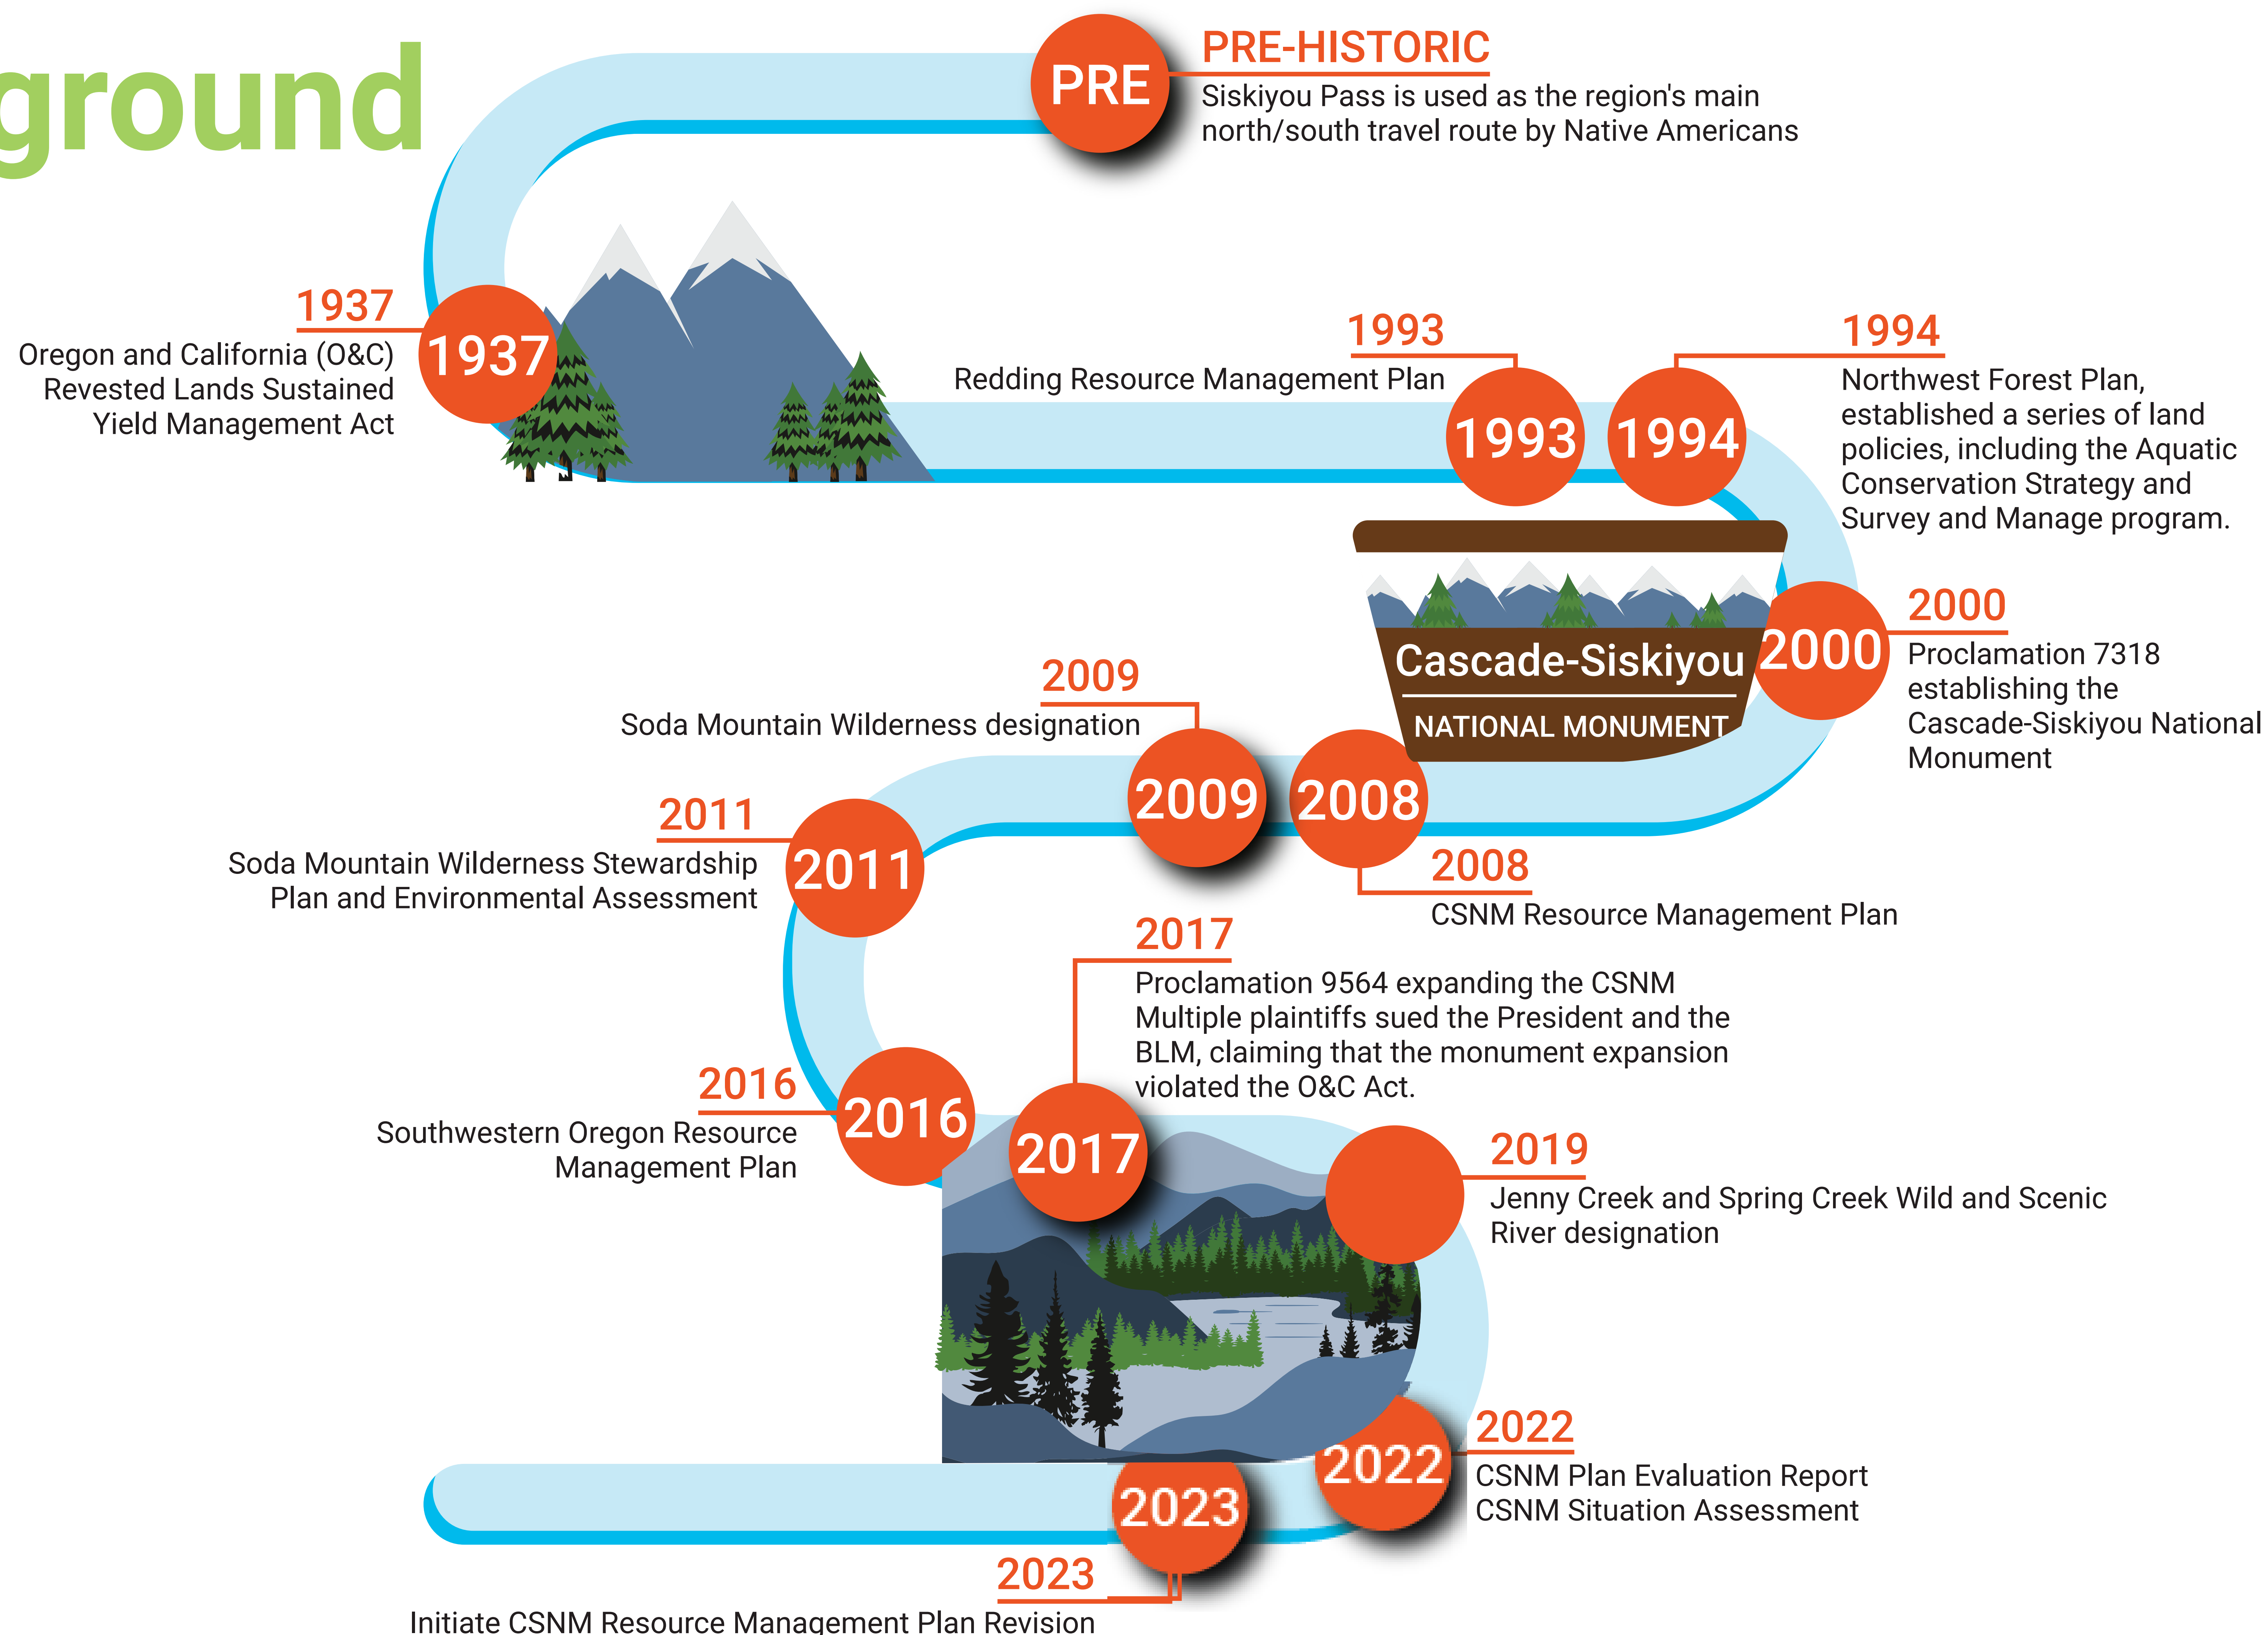 ground
PRE
PRE-HISTORIC
Siskiyou Pass is used as the region's main
north/south travel route by Native Americans
1937
1937
Oregon and California (O&C)
Revested Lands Sustained
Yield Management Act
1993
Redding Resource Management Plan
1993
1994
1994
Northwest Forest Plan,
established a series of land
policies, including the Aquatic
Conservation Strategy and
Survey and Manage program.
Cascade-Siskiyou
NATIONAL MONUMENT
2000
2000
Proclamation 7318
establishing the
Cascade-Siskiyou National
Monument
2008
2008
CSNM Resource Management Plan
2009
Soda Mountain Wilderness designation
2009
2011
2011
Soda Mountain Wilderness Stewardship
Plan and Environmental Assessment
2016
2016
Southwestern Oregon Resource
Management Plan
2017
Proclamation 9564 expanding the CSNM
Multiple plaintiffs sued the President and the
BLM, claiming that the monument expansion
violated the O&C Act.
2017
2019
Jenny Creek and Spring Creek Wild and Scenic
River designation
2022
2022
CSNM Plan Evaluation Report
CSNM Situation Assessment
2023
2023
Initiate CSNM Resource Management Plan Revision